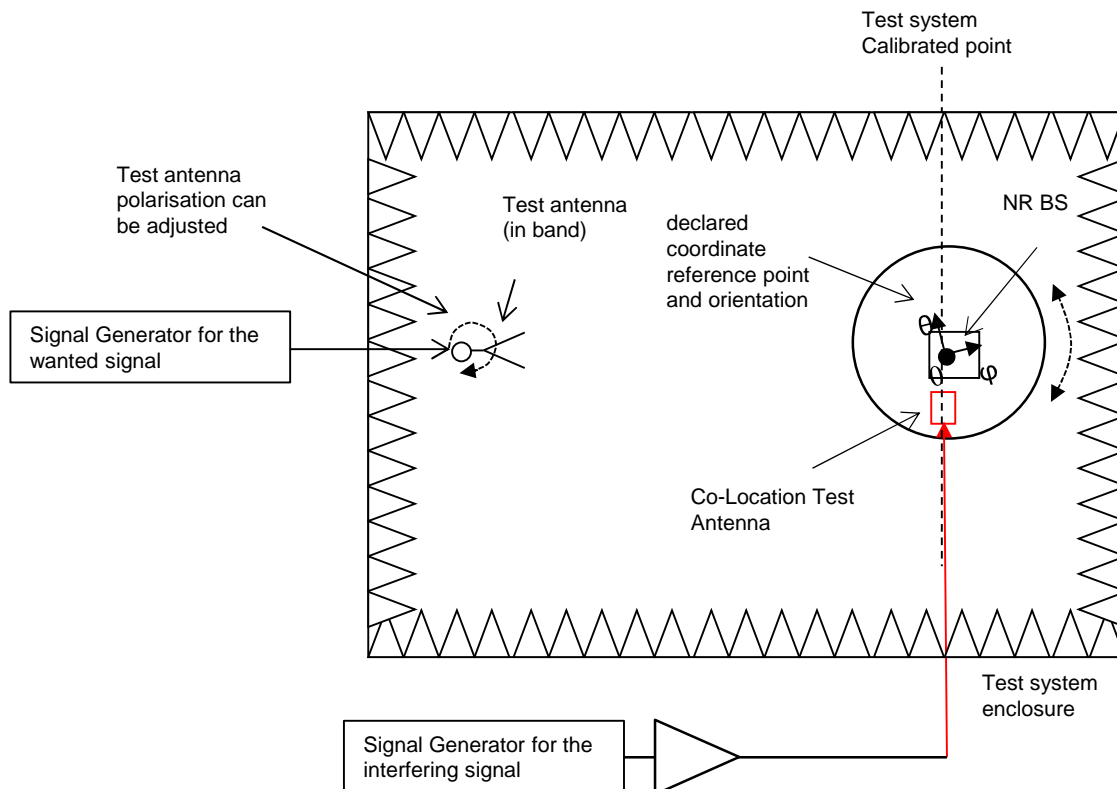 Test system
Calibrated point
Test antenna
polarisation can
be adjusted
Test antenna
(in band)
declared
coordinate
reference point
and orientation
NR BS
Signal Generator for the
wanted signal
θ
0
φ
Co-Location Test
Antenna
Test system
enclosure
Signal Generator for the
interfering signal